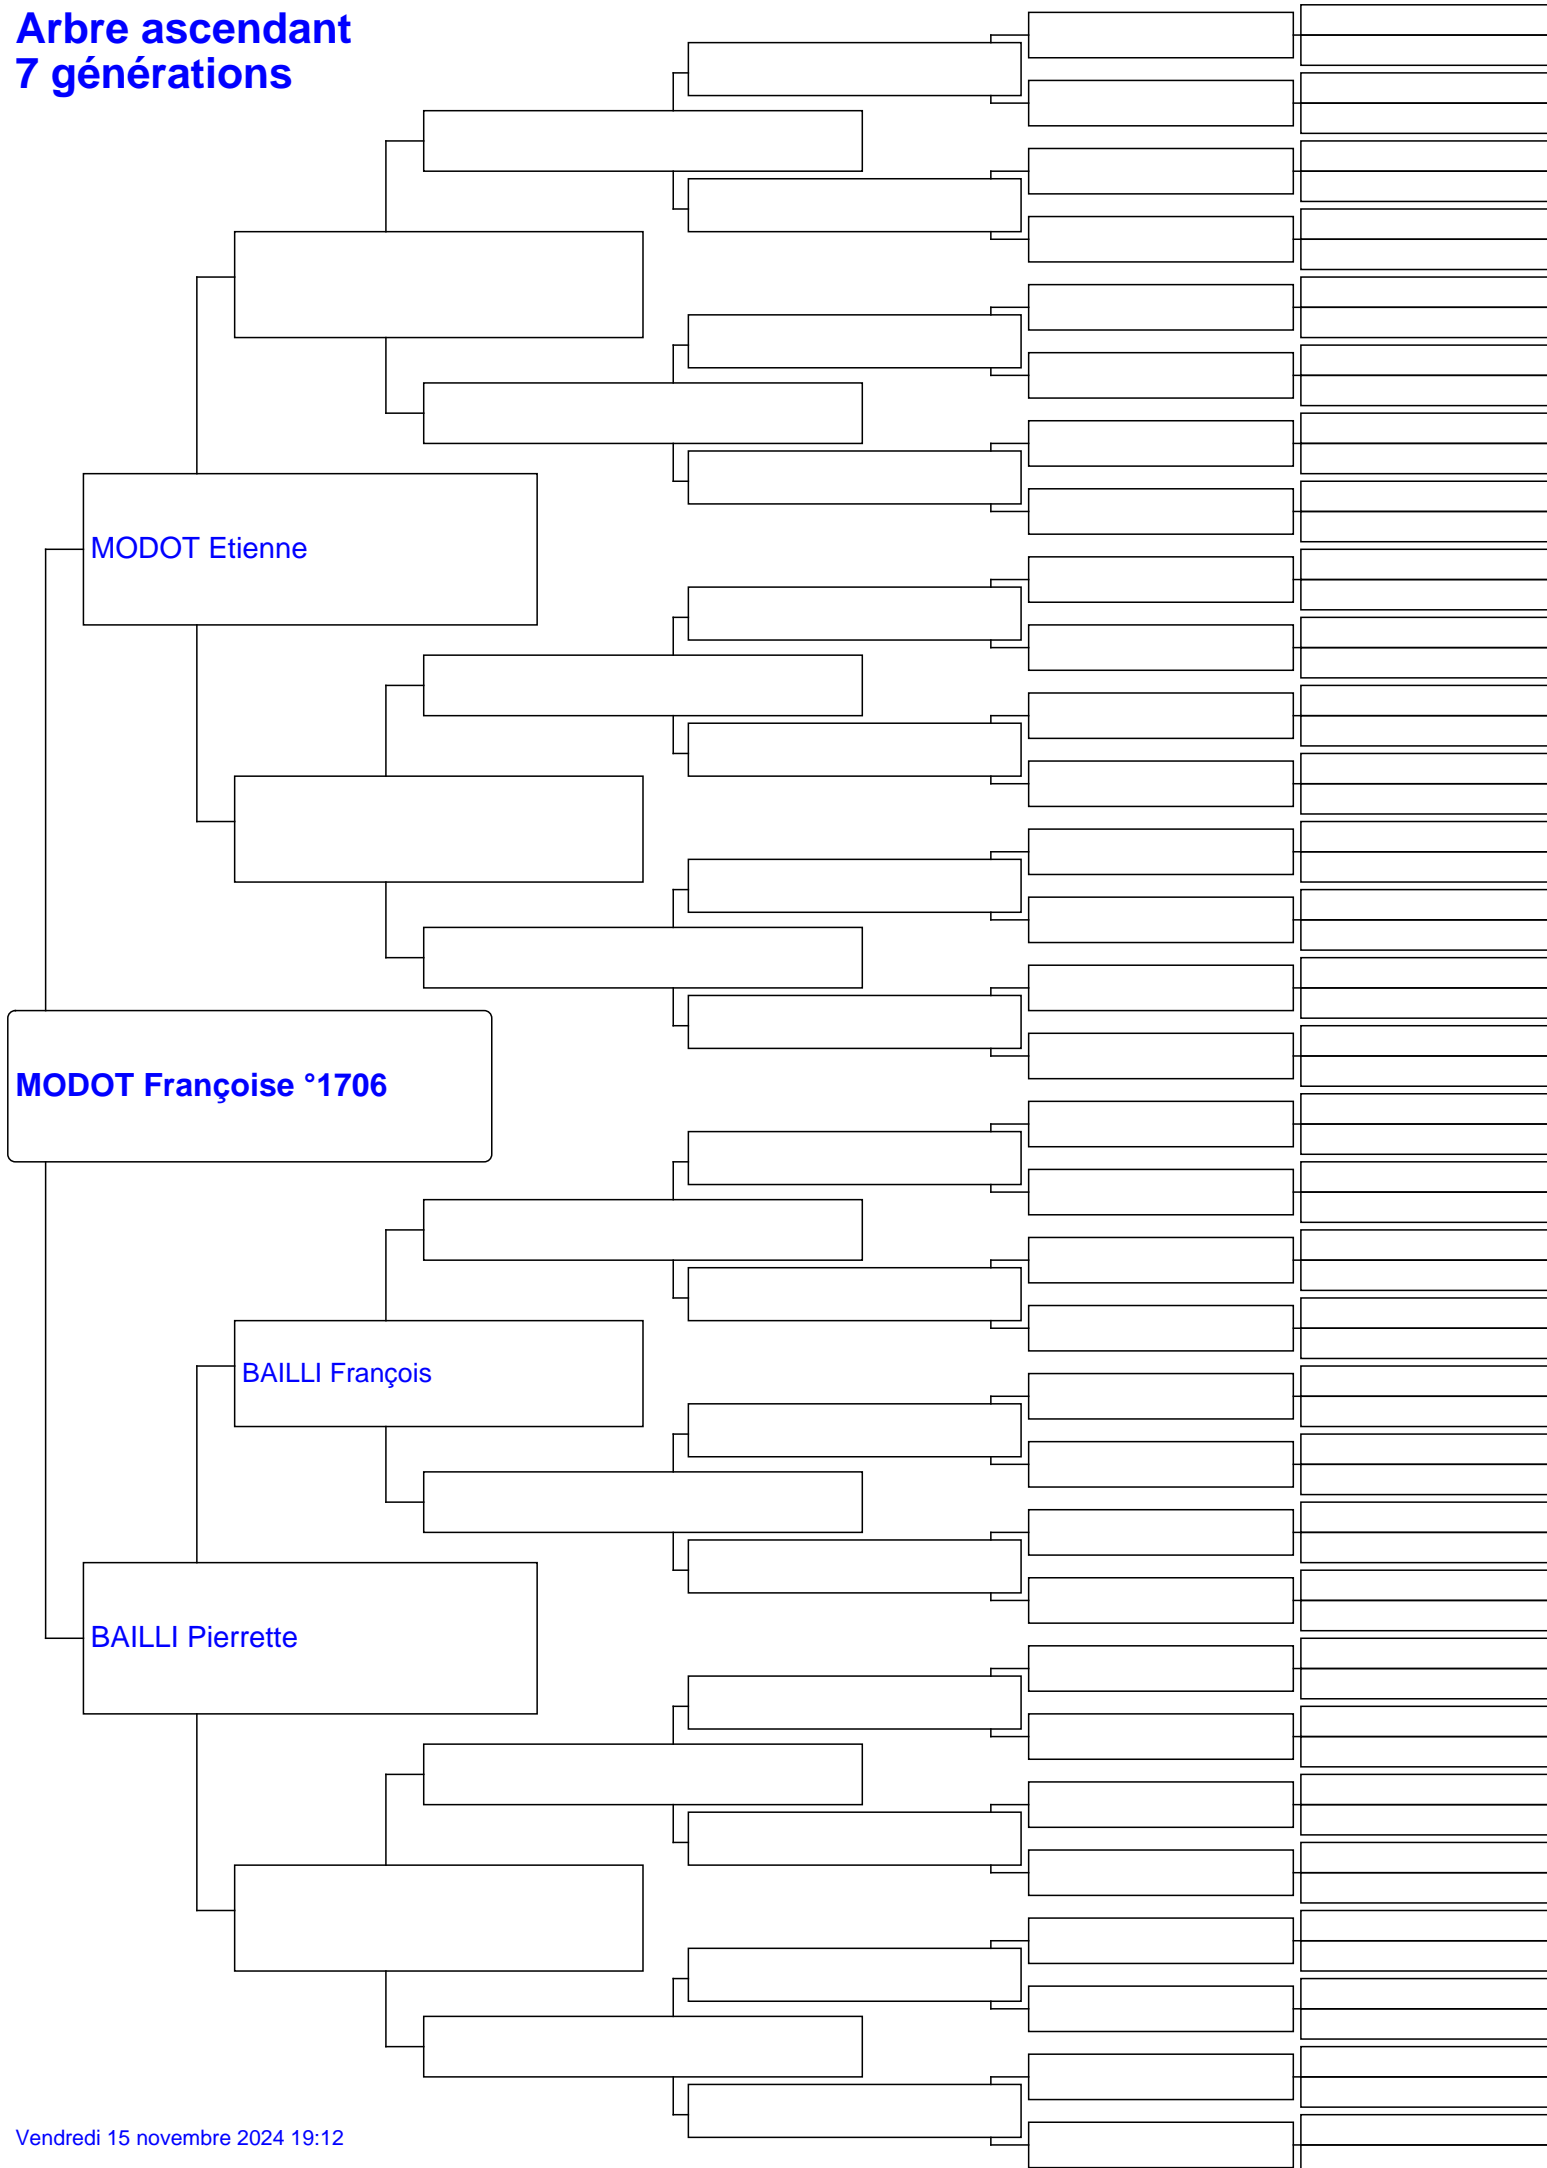 Arbre ascendant
7 générations
MODOT Etienne
MODOT Françoise °1706
BAILLI François
BAILLI Pierrette
Vendredi 15 novembre 2024 19:12